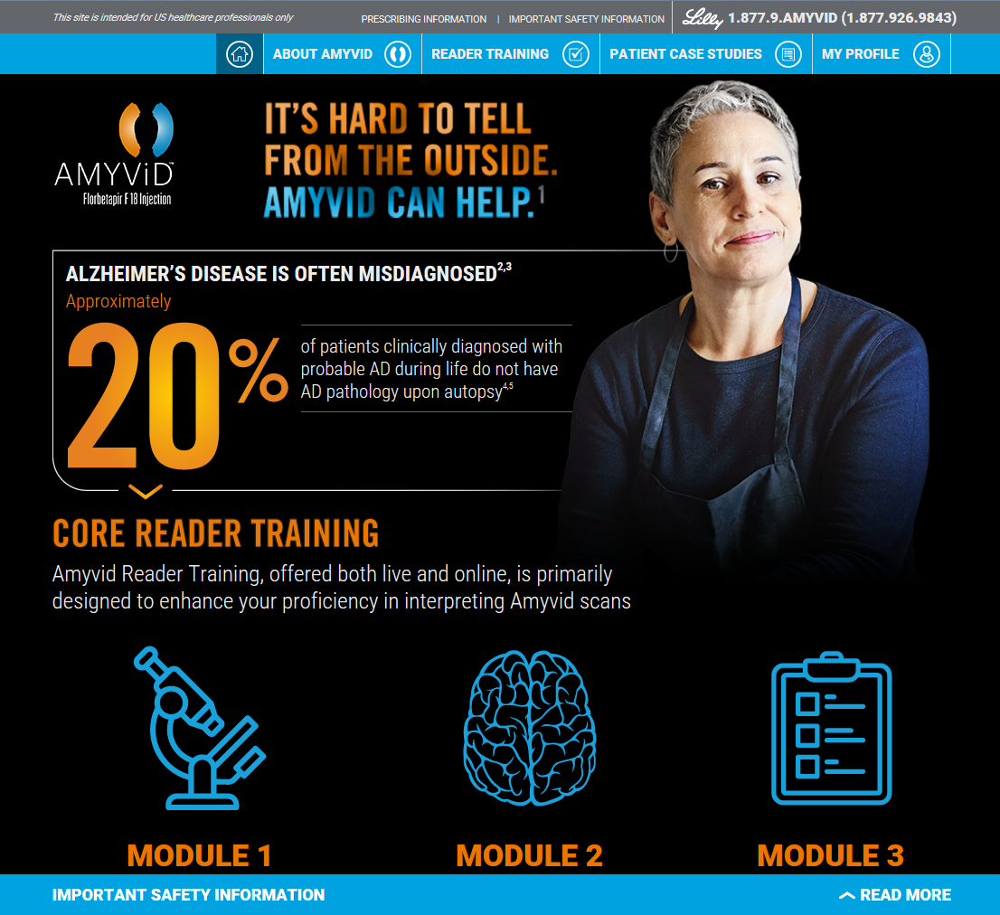 This site is intended for US healthcare professionals only
PRESCRIBING INFORMATION | IMPORTANT SAFETY INFORMATION
Lilly 1.877.9.AMYVID (1.877.926.9843)
ABOUT AMYVID
READER TRAINING
PATIENT CASE STUDIES
MY PROFILE
AMYViD™
Florbetapir F 18 Injection
IT'S HARD TO TELL
FROM THE OUTSIDE.
AMYVID CAN HELP.1
ALZHEIMER'S DISEASE IS OFTEN MISDIAGNOSED2,3
Approximately
20%
of patients clinically diagnosed with
probable AD during life do not have
AD pathology upon autopsy4,5
CORE READER TRAINING
Amyvid Reader Training, offered both live and online, is primarily
designed to enhance your proficiency in interpreting Amyvid scans
MODULE 1
MODULE 2
MODULE 3
IMPORTANT SAFETY INFORMATION
READ MORE